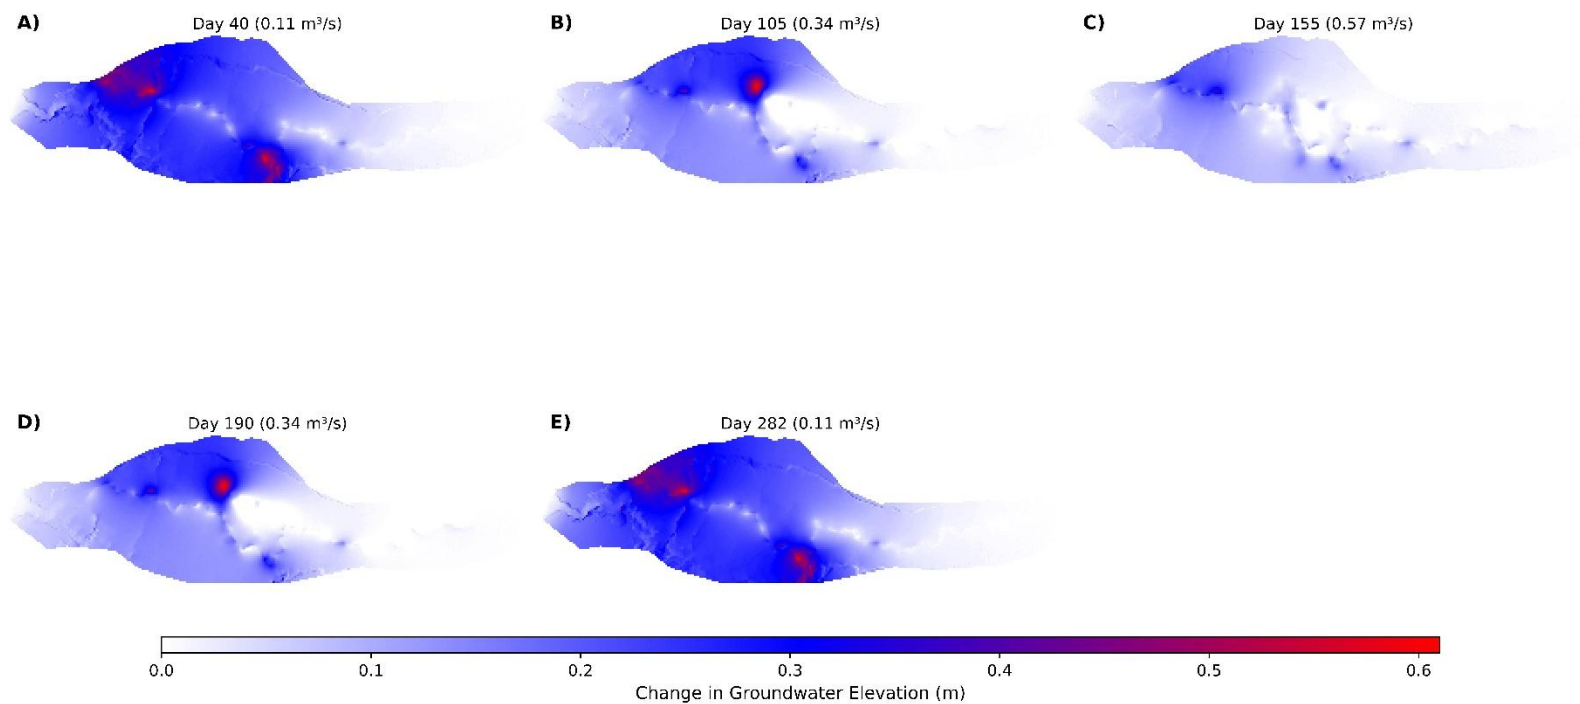 A) Day 40 (0.11 m³/s)
B) Day 105 (0.34 m³/s)
C) Day 155 (0.57 m³/s)
D) Day 190 (0.34 m³/s)
E) Day 282 (0.11 m³/s)
0.0 0.1 0.2 0.3 0.4 0.5 0.6
Change in Groundwater Elevation (m)